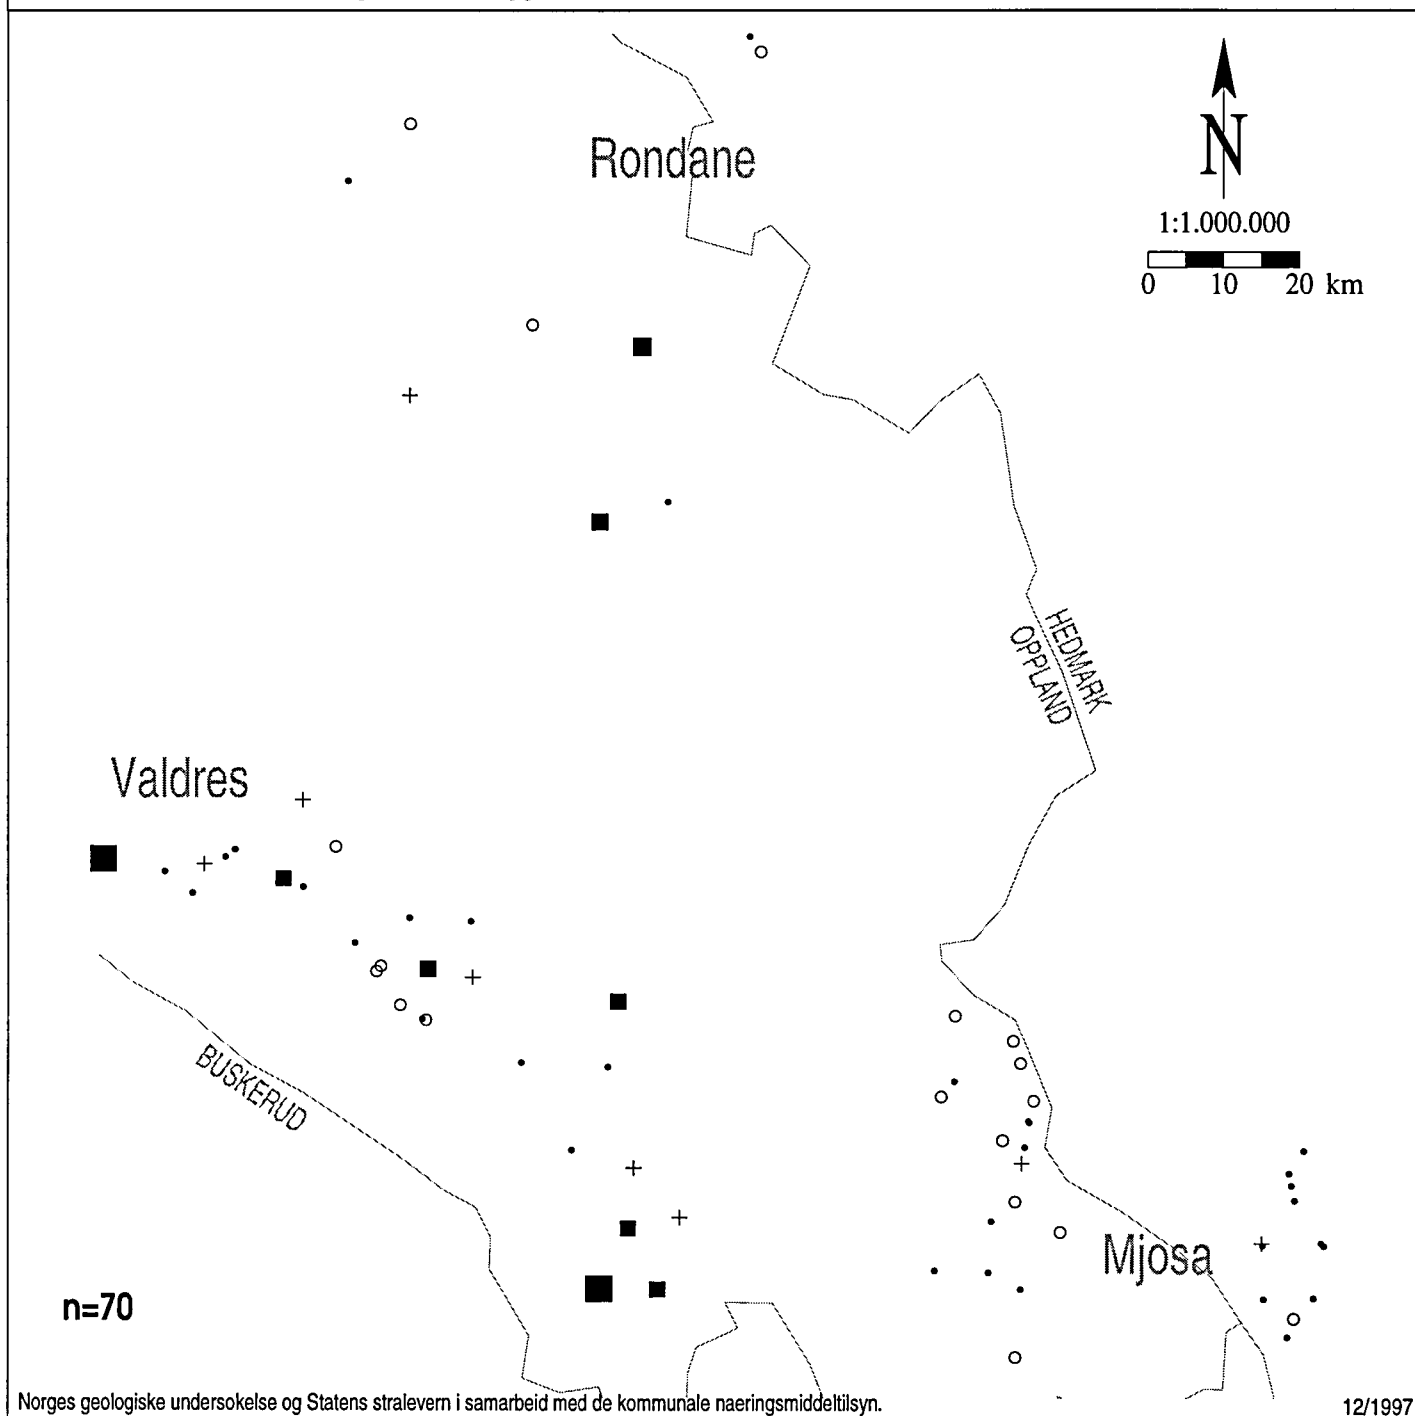 Rondane
N
1:1.000.000
0 10 20 km
HEDMARK
OPPLAND
Valdres
BUSKERUD
Mjosa
n=70
Norges geologiske undersokelse og Statens stralevern i samarbeid med de kommunale naeringsmiddeltilsyn.
12/1997